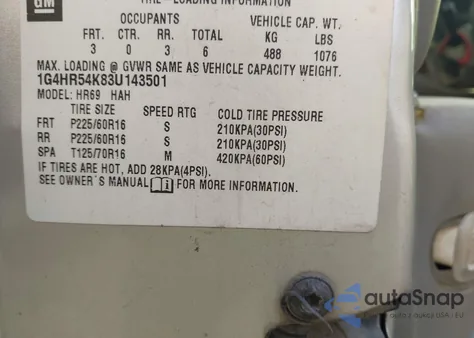 GM
TIRE - LOADING INFORMATION
OCCUPANTS VEHICLE CAP. WT.
FRT. CTR. RR. TOTAL KG LBS
3 0 3 6 488 1076
MAX. LOADING @ GVWR SAME AS VEHICLE CAPACITY WEIGHT.
1G4HR54K83U143501
MODEL: HR69 HAH
TIRE SIZE SPEED RTG COLD TIRE PRESSURE
FRT P225/60R16 S 210KPA(30PSI)
RR P225/60R16 S 210KPA(30PSI)
SPA T125/70R16 M 420KPA(60PSI)
IF TIRES ARE HOT, ADD 28KPA(4PSI).
SEE OWNER'S MANUAL FOR MORE INFORMATION.
autoSnap